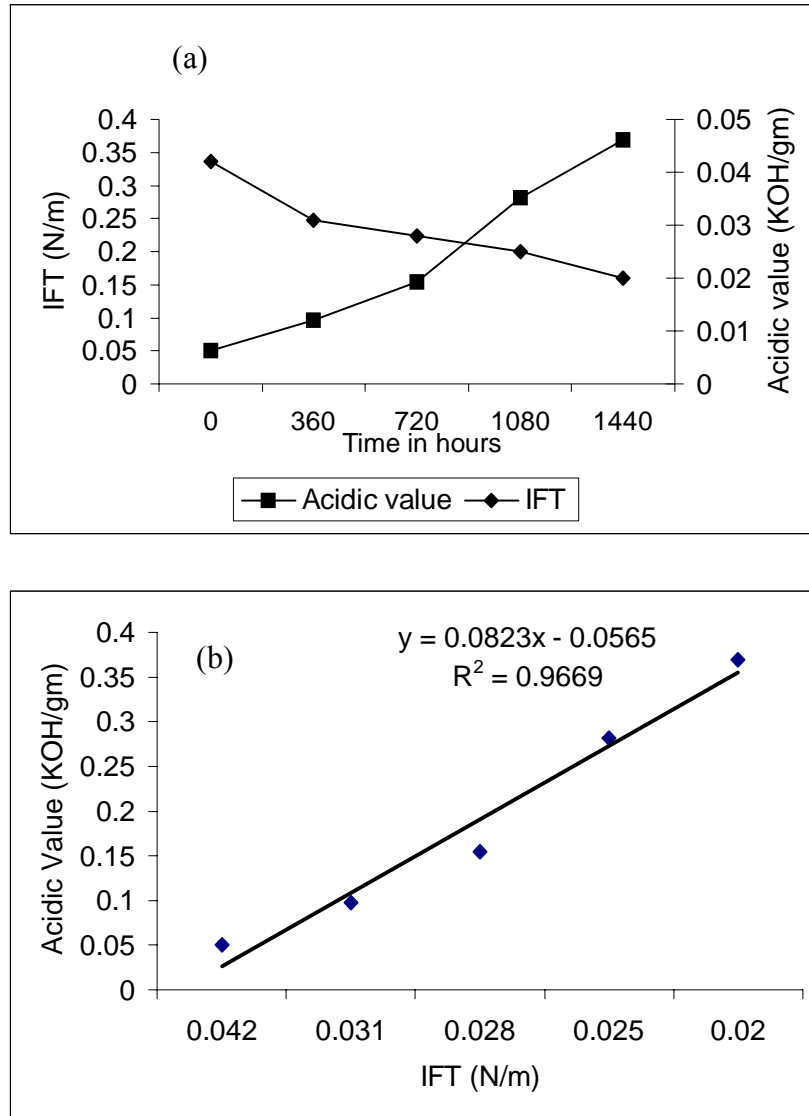 (a)
0.4
0.35
0.3
0.25
0.2
0.15
0.1
0.05
0
IFT (N/m)
0.05
0.04
0.03
0.02
0.01
0
Acidic value (KOH/gm)
0 360 720 1080 1440
Time in hours
Acidic value IFT
(b)
y = 0.0823x - 0.0565
R² = 0.9669
0.4
0.35
0.3
0.25
0.2
0.15
0.1
0.05
0
Acidic Value (KOH/gm)
0.042 0.031 0.028 0.025 0.02
IFT (N/m)